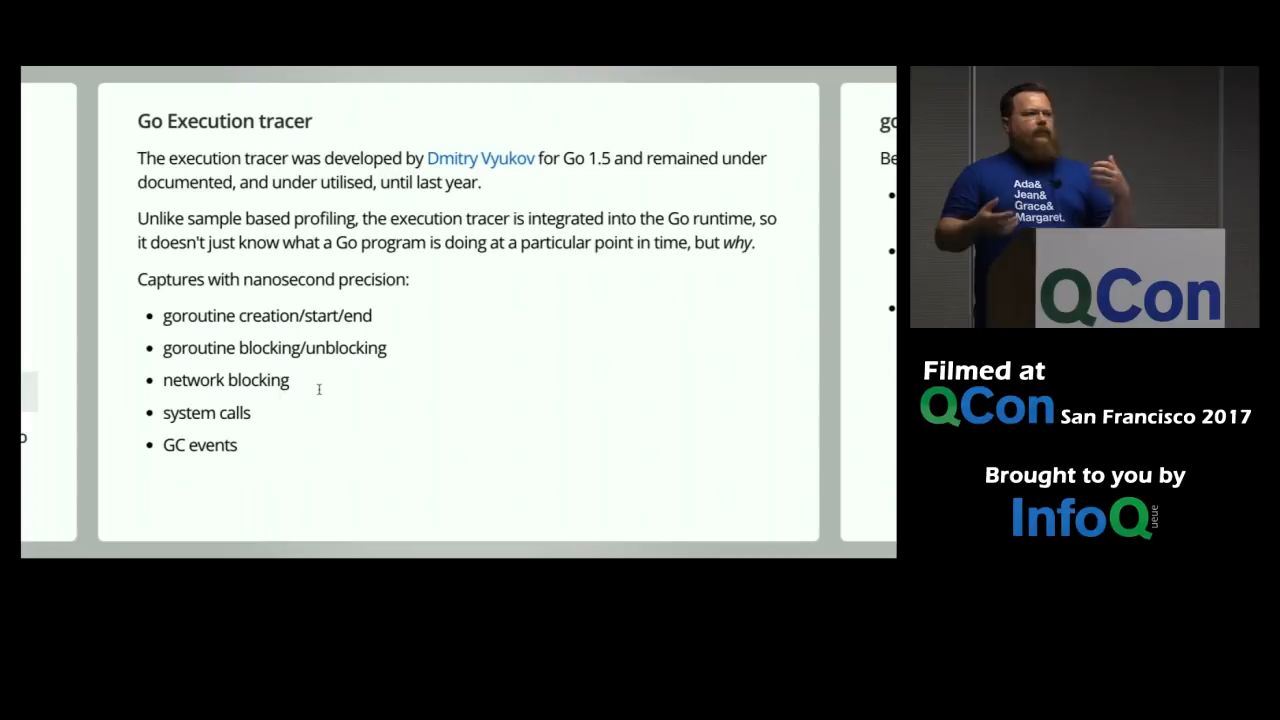 Go Execution tracer
The execution tracer was developed by Dmitry Vyukov for Go 1.5 and remained under
documented, and under utilised, until last year.
Unlike sample based profiling, the execution tracer is integrated into the Go runtime, so
it doesn't just know what a Go program is doing at a particular point in time, but why.
Captures with nanosecond precision:
• goroutine creation/start/end
• goroutine blocking/unblocking
• network blocking
• system calls
• GC events
o
go
Be
Ada&
Jean&
Grace&
Margaret.
QCon
Filmed at
QCon San Francisco 2017
Brought to you by
InfoQ
ueue